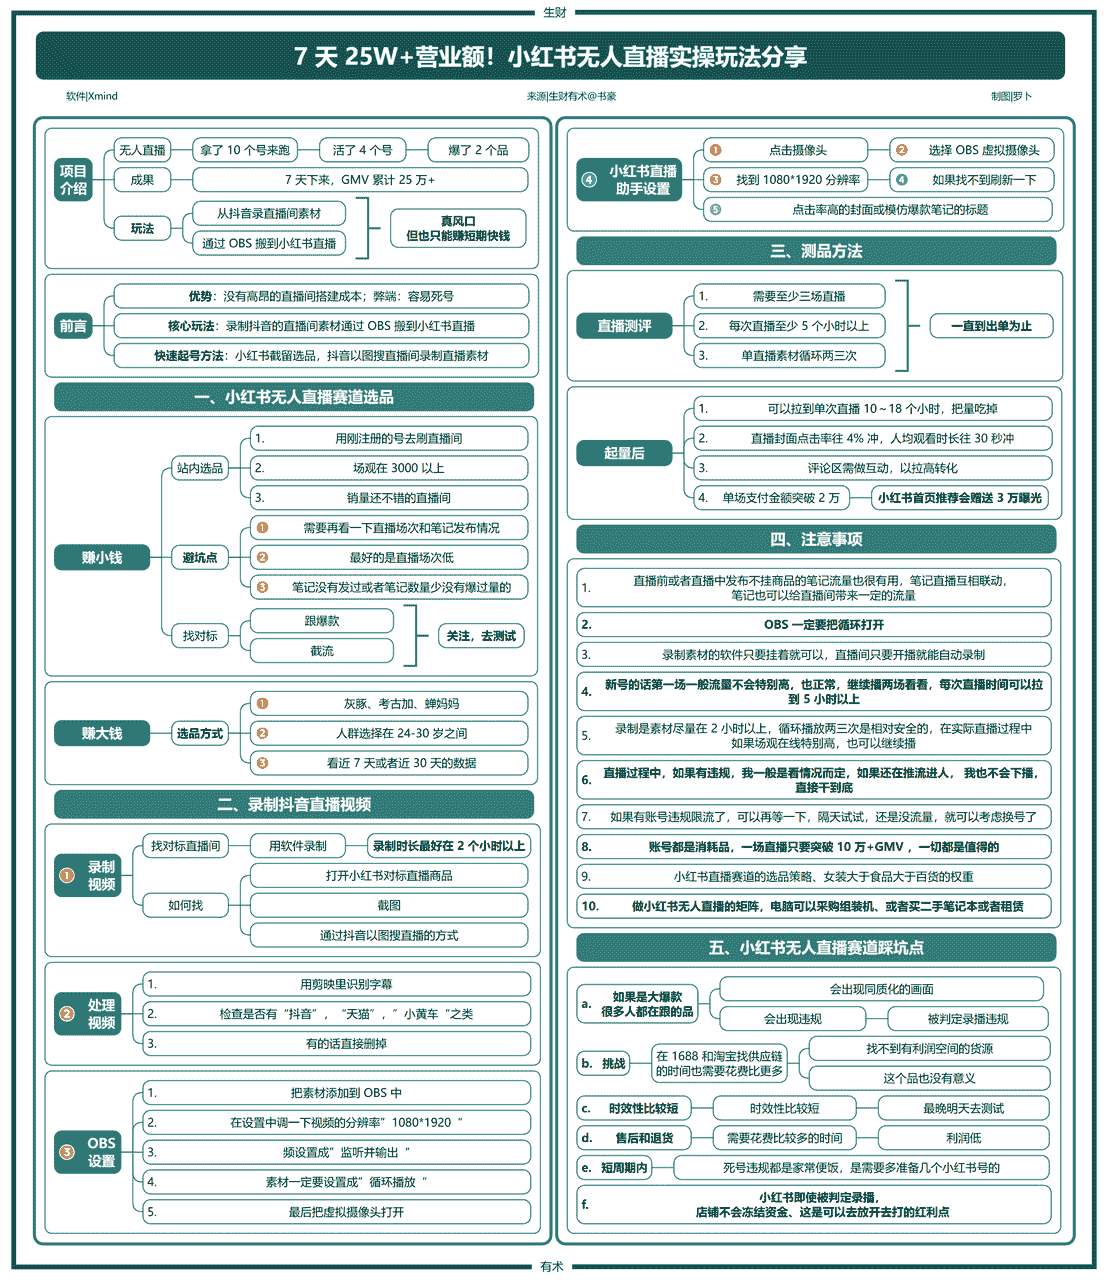 生财
7 天 25W+营业额！小红书无人直播实操玩法分享
软件|Xmind
来源|生财有术@书豪
制图|罗卜
项目
介绍
无人直播
拿了 10 个号来跑
活了 4 个号
爆了 2 个品
成果
7 天下来，GMV 累计 25 万+
玩法
从抖音录直播间素材
通过 OBS 搬到小红书直播
真风口
但也只能赚短期快钱
前言
优势：没有高昂的直播间搭建成本；弊端：容易死号
核心玩法：录制抖音的直播间素材通过 OBS 搬到小红书直播
快速起号方法：小红书截留选品，抖音以图搜直播间录制直播素材
一、小红书无人直播赛道选品
赚小钱
站内选品
1. 用刚注册的号去刷直播间
2. 场观在 3000 以上
3. 销量还不错的直播间
避坑点
① 需要再看一下直播场次和笔记发布情况
② 最好的是直播场次低
③ 笔记没有发过或者笔记数量少没有爆过量的
找对标
跟爆款
截流
关注，去测试
赚大钱
选品方式
① 灰豚、考古加、蝉妈妈
② 人群选择在 24-30 岁之间
③ 看近 7 天或者近 30 天的数据
二、录制抖音直播视频
① 录制
视频
找对标直播间
用软件录制
录制时长最好在 2 个小时以上
如何找
打开小红书对标直播商品
截图
通过抖音以图搜直播的方式
② 处理
视频
1. 用剪映里识别字幕
2. 检查是否有“抖音”，“天猫”，”小黄车“之类
3. 有的话直接删掉
③ OBS
设置
1. 把素材添加到 OBS 中
2. 在设置中调一下视频的分辨率”1080*1920“
3. 频设置成”监听并输出“
4. 素材一定要设置成”循环播放“
5. 最后把虚拟摄像头打开
④ 小红书直播
助手设置
① 点击摄像头
② 选择 OBS 虚拟摄像头
③ 找到 1080*1920 分辨率
④ 如果找不到刷新一下
⑤ 点击率高的封面或模仿爆款笔记的标题
三、测品方法
直播测评
1. 需要至少三场直播
2. 每次直播至少 5 个小时以上
3. 单直播素材循环两三次
一直到出单为止
起量后
1. 可以拉到单次直播 10～18 个小时，把量吃掉
2. 直播封面点击率往 4% 冲，人均观看时长往 30 秒冲
3. 评论区需做互动，以拉高转化
4. 单场支付金额突破 2 万
小红书首页推荐会赠送 3 万曝光
四、注意事项
1. 直播前或者直播中发布不挂商品的笔记流量也很有用，笔记直播互相联动，
笔记也可以给直播间带来一定的流量
2. OBS 一定要把循环打开
3. 录制素材的软件只要挂着就可以，直播间只要开播就能自动录制
4. 新号的话第一场一般流量不会特别高，也正常，继续播两场看看，每次直播时间可以拉
到 5 小时以上
5. 录制是素材尽量在 2 小时以上，循环播放两三次是相对安全的，在实际直播过程中
如果场观在线特别高，也可以继续播
6. 直播过程中，如果有违规，我一般是看情况而定，如果还在推流进人， 我也不会下播，
直接干到底
7. 如果有账号违规限流了，可以再等一下，隔天试试，还是没流量，就可以考虑换号了
8. 账号都是消耗品，一场直播只要突破 10 万+GMV ，一切都是值得的
9. 小红书直播赛道的选品策略、女装大于食品大于百货的权重
10. 做小红书无人直播的矩阵，电脑可以采购组装机、或者买二手笔记本或者租赁
五、小红书无人直播赛道踩坑点
a. 如果是大爆款
很多人都在跟的品
会出现同质化的画面
会出现违规
被判定录播违规
b. 挑战
在 1688 和淘宝找供应链
的时间也需要花费比更多
找不到有利润空间的货源
这个品也没有意义
c. 时效性比较短
时效性比较短
最晚明天去测试
d. 售后和退货
需要花费比较多的时间
利润低
e. 短周期内
死号违规都是家常便饭，是需要多准备几个小红书号的
f. 小红书即使被判定录播，
店铺不会冻结资金、这是可以去放开去打的红利点
有术